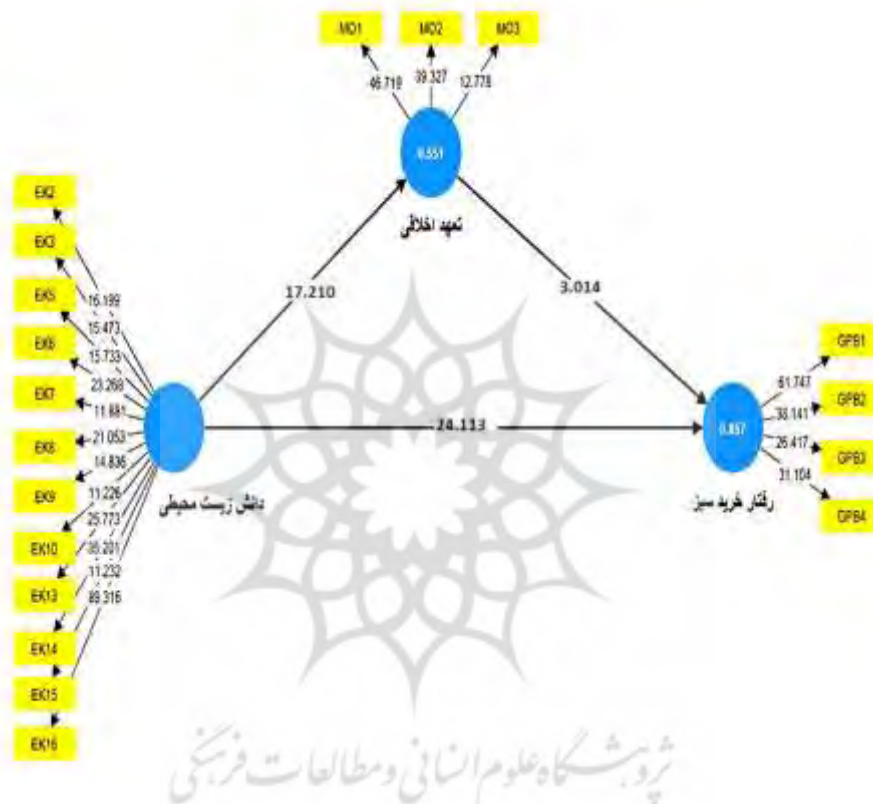 MO1 MO2 MO3
46.719 39.327 12.778
0.551
تعهد اخلاقی
17.210
3.014
EK2
EK3
EK5
EK6
EK7
EK8
EK9
EK10
EK13
EK14
EK15
EK16
16.199
15.473
15.733
23.268
11.881
21.053
14.836
11.226
25.773
35.201
11.232
89.316
دانش زیست محیطی
24.113
0.857
رفتار خرید سبز
61.747
38.141
26.417
31.104
GPB1
GPB2
GPB3
GPB4
پژوهشگاه علوم انسانی و مطالعات فرهنگی